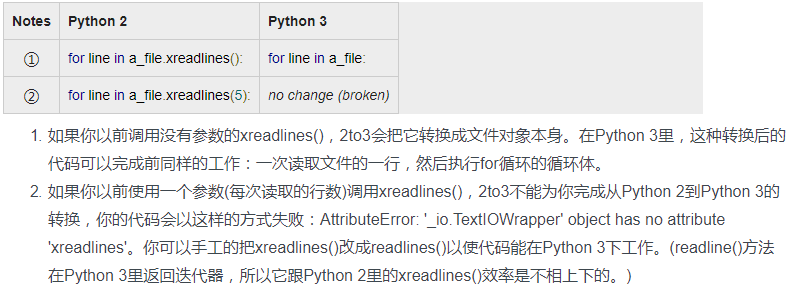 Notes Python 2 Python 3
① for line in a_file.xreadlines(): for line in a_file:
② for line in a_file.xreadlines(5): no change (broken)
1. 如果你以前调用没有参数的xreadlines()，2to3会把它转换成文件对象本身。在Python 3里，这种转换后的
代码可以完成前同样的工作：一次读取文件的一行，然后执行for循环的循环体。
2. 如果你以前使用一个参数(每次读取的行数)调用xreadlines()，2to3不能为你完成从Python 2到Python 3的
转换，你的代码会以这样的方式失败：AttributeError: '_io.TextIOWrapper' object has no attribute
'xreadlines'。你可以手工的把xreadlines()改成readlines()以使代码能在Python 3下工作。(readline()方法
在Python 3里返回迭代器，所以它跟Python 2里的xreadlines()效率是不相上下的。)